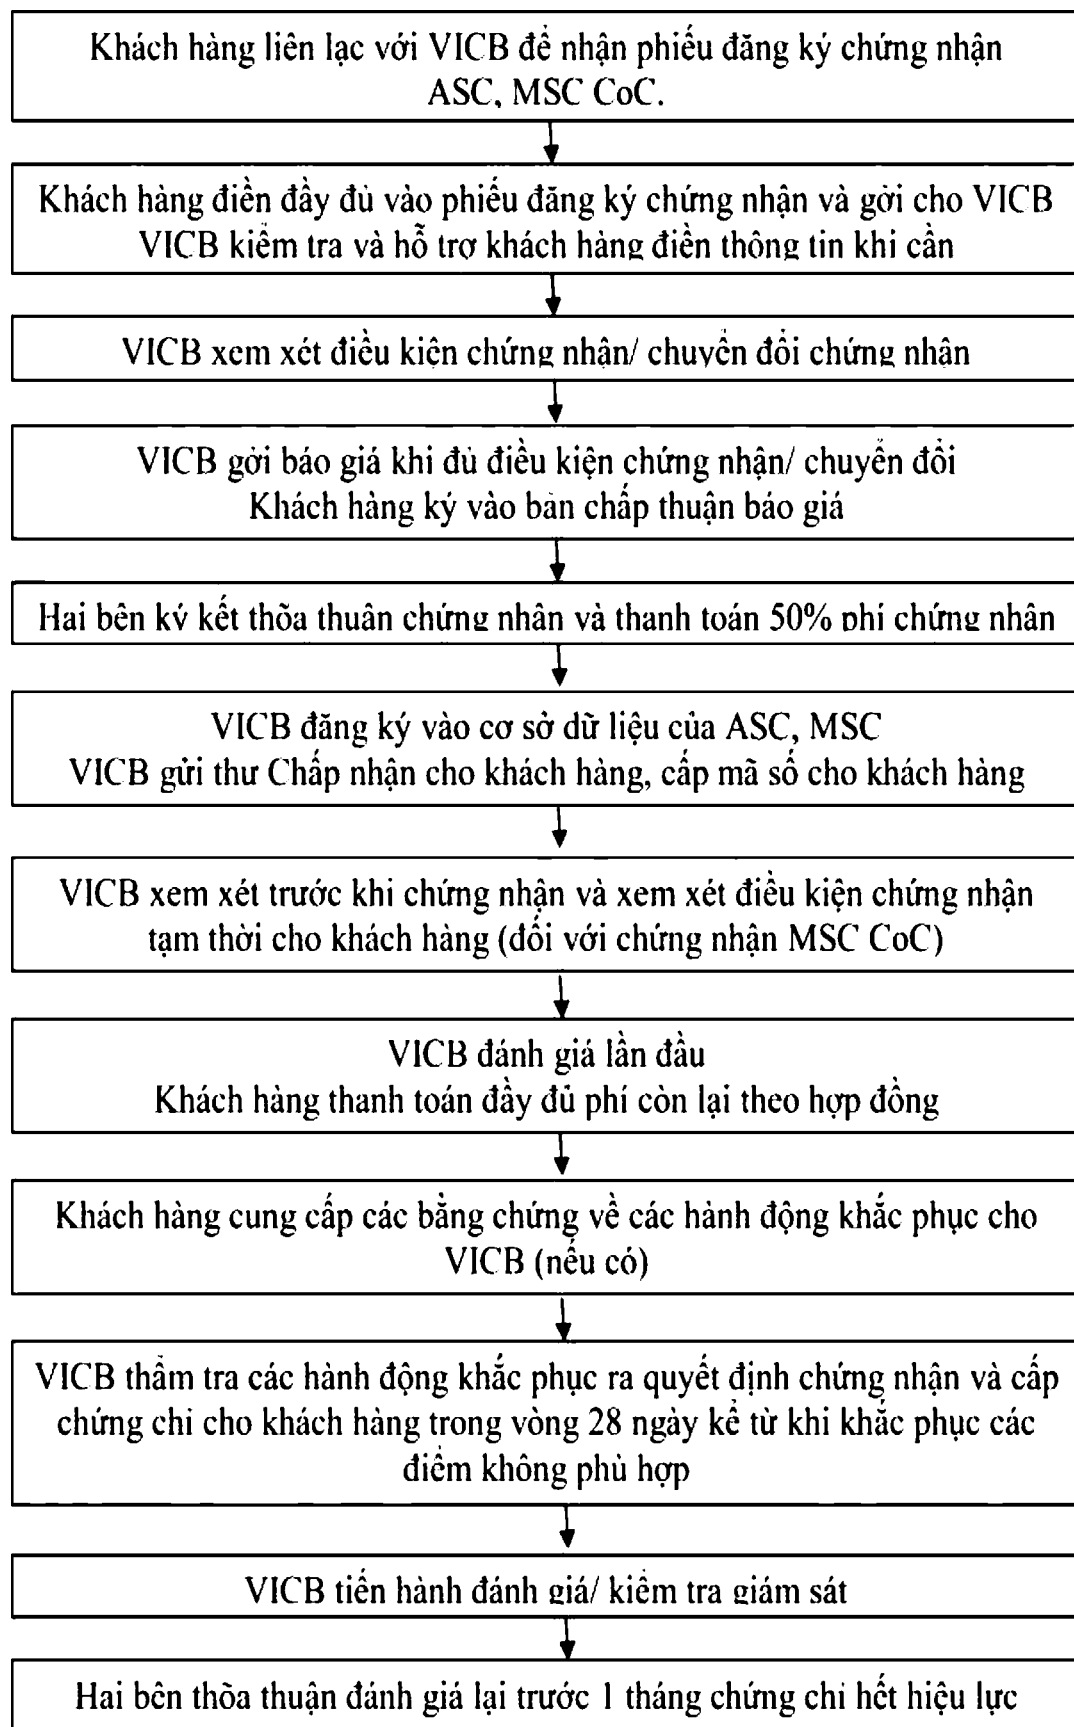 Khách hàng liên lạc với VICB để nhận phiếu đăng ký chứng nhận
ASC, MSC CoC.
Khách hàng điền đầy đủ vào phiếu đăng ký chứng nhận và gởi cho VICB
VICB kiểm tra và hỗ trợ khách hàng điền thông tin khi cần
VICB xem xét điều kiện chứng nhận/ chuyển đổi chứng nhận
VICB gởi báo giá khi đủ điều kiện chứng nhận/ chuyển đổi
Khách hàng ký vào bản chấp thuận báo giá
Hai bên ký kết thõa thuận chứng nhận và thanh toán 50% phí chứng nhận
VICB đăng ký vào cơ sở dữ liệu của ASC, MSC
VICB gửi thư Chấp nhận cho khách hàng, cấp mã số cho khách hàng
VICB xem xét trước khi chứng nhận và xem xét điều kiện chứng nhận
tạm thời cho khách hàng (đối với chứng nhận MSC CoC)
VICB đánh giá lần đầu
Khách hàng thanh toán đầy đủ phí còn lại theo hợp đồng
Khách hàng cung cấp các bằng chứng về các hành động khắc phục cho
VICB (nếu có)
VICB thẩm tra các hành động khắc phục ra quyết định chứng nhận và cấp
chứng chỉ cho khách hàng trong vòng 28 ngày kể từ khi khắc phục các
điểm không phù hợp
VICB tiến hành đánh giá/ kiểm tra giám sát
Hai bên thõa thuận đánh giá lại trước 1 tháng chứng chỉ hết hiệu lực